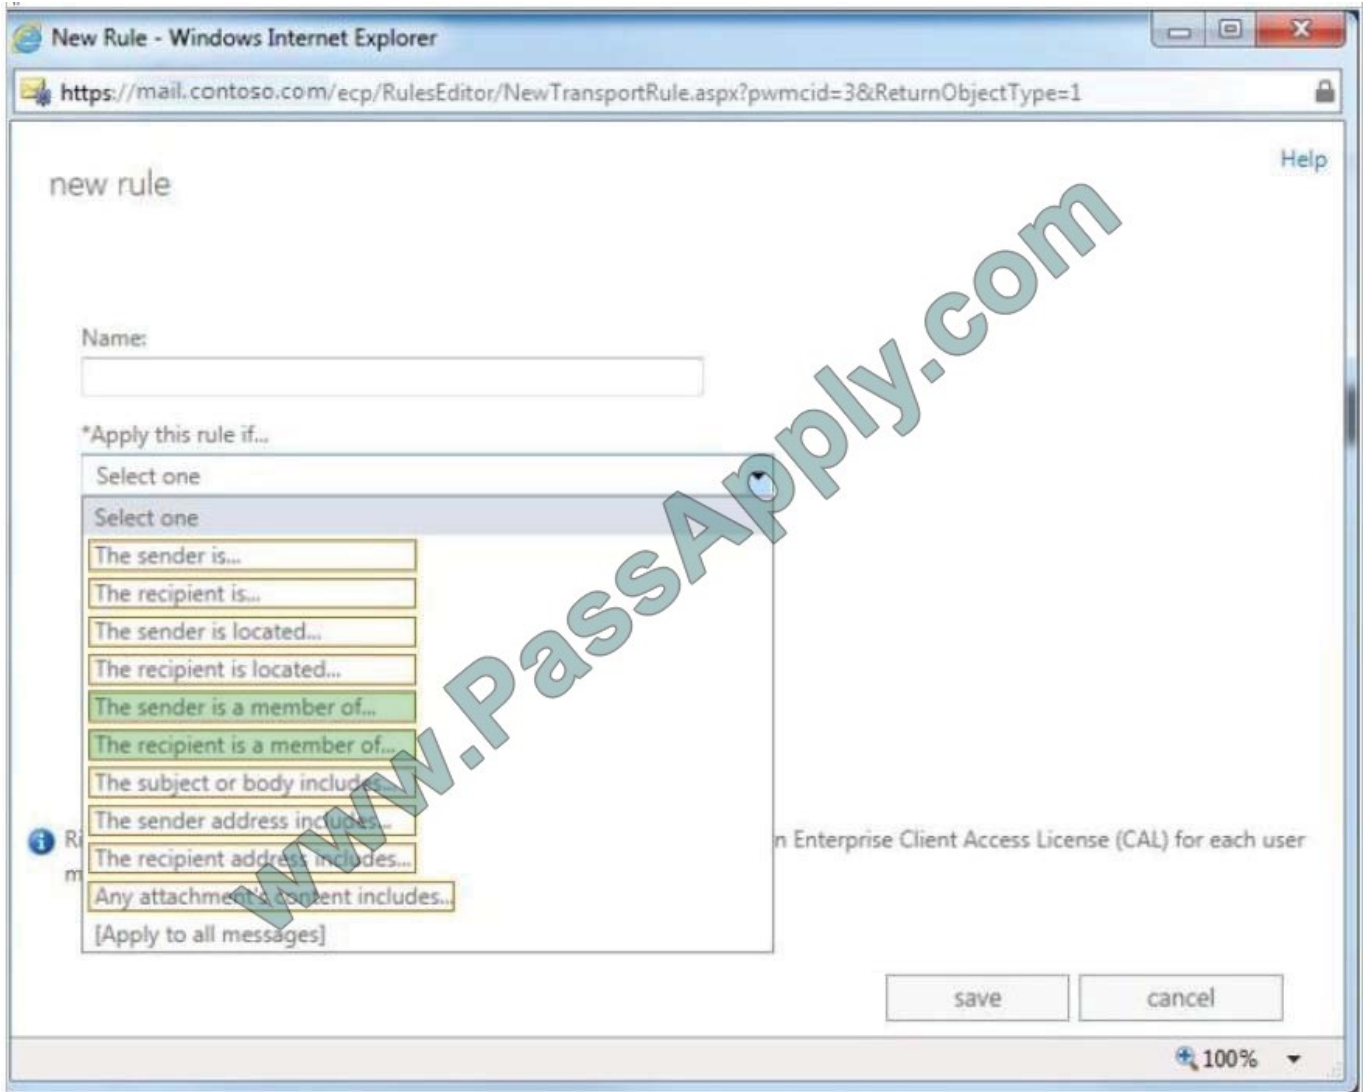 New Rule - Windows Internet Explorer
https://mail.contoso.com/ecp/RulesEditor/NewTransportRule.aspx?pwmcid=3&ReturnObjectType=1
Help
new rule
Name:
*Apply this rule if...
Select one
Select one
The sender is...
The recipient is...
The sender is located...
The recipient is located...
The sender is a member of...
The recipient is a member of...
The subject or body includes...
The sender address includes...
The recipient address includes...
Any attachment's content includes...
[Apply to all messages]
Enterprise Client Access License (CAL) for each user
save
cancel
100%
www.PassApply.com